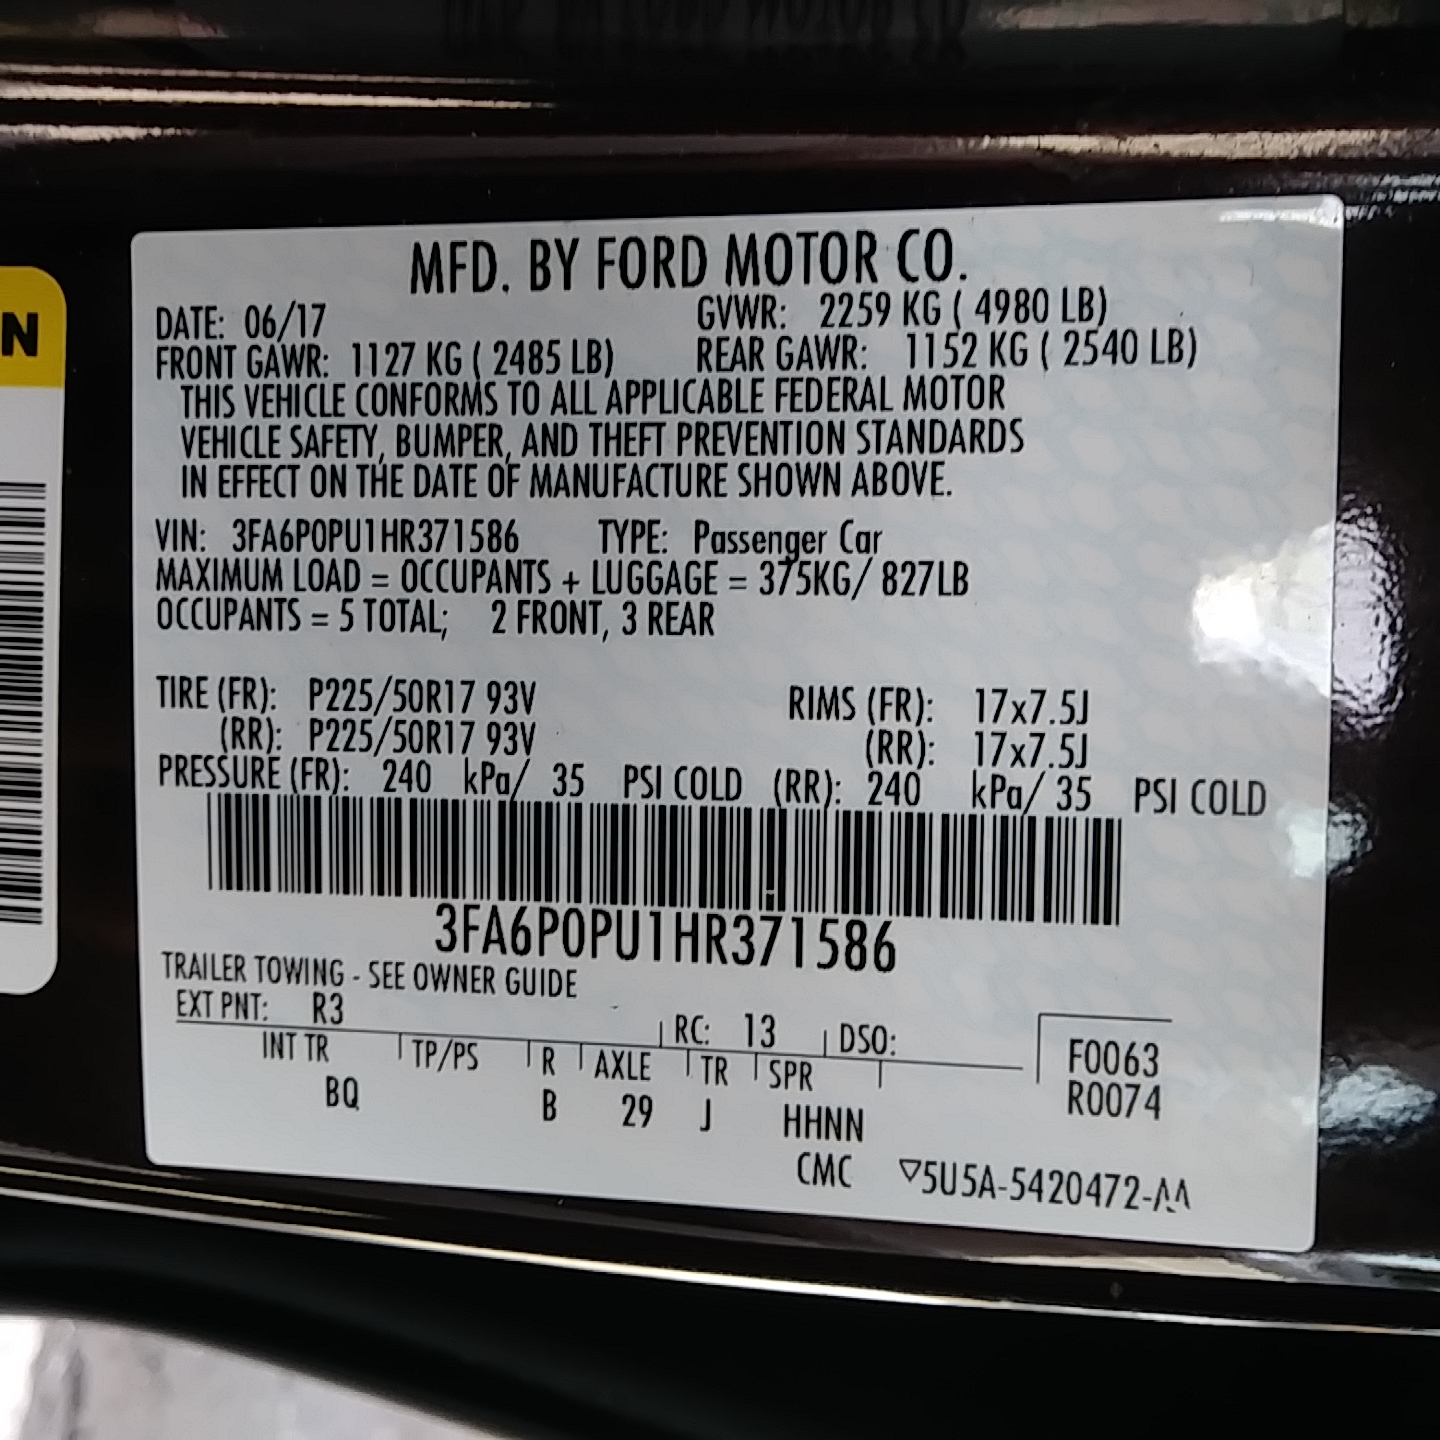 N
MFD. BY FORD MOTOR CO.
DATE: 06/17 GVWR: 2259 KG ( 4980 LB)
FRONT GAWR: 1127 KG ( 2485 LB) REAR GAWR: 1152 KG ( 2540 LB)
THIS VEHICLE CONFORMS TO ALL APPLICABLE FEDERAL MOTOR
VEHICLE SAFETY, BUMPER, AND THEFT PREVENTION STANDARDS
IN EFFECT ON THE DATE OF MANUFACTURE SHOWN ABOVE.
VIN: 3FA6P0PU1HR371586 TYPE: Passenger Car
MAXIMUM LOAD = OCCUPANTS + LUGGAGE = 375KG/ 827LB
OCCUPANTS = 5 TOTAL; 2 FRONT, 3 REAR
TIRE (FR): P225/50R17 93V RIMS (FR): 17x7.5J
(RR): P225/50R17 93V (RR): 17x7.5J
PRESSURE (FR): 240 kPa/ 35 PSI COLD (RR): 240 kPa/ 35 PSI COLD
3FA6P0PU1HR371586
TRAILER TOWING - SEE OWNER GUIDE
EXT PNT: R3 RC: 13 DSO:
INT TR TP/PS R AXLE TR SPR F0063
BQ B 29 J HHNN R0074
CMC ▽5U5A-5420472-AA